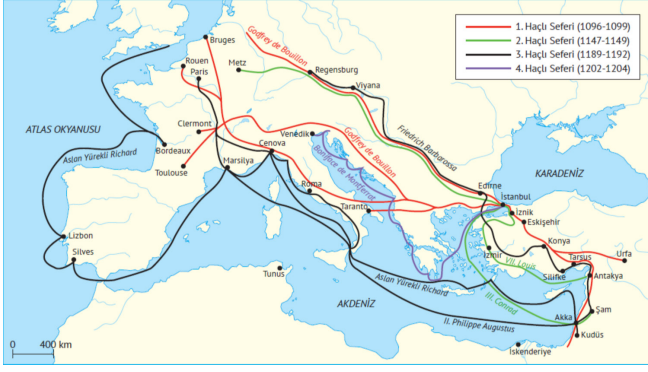 1. Haçlı Seferi (1096-1099)
2. Haçlı Seferi (1147-1149)
3. Haçlı Seferi (1189-1192)
4. Haçlı Seferi (1202-1204)
Bruges
Godfrey de Bouillon
Rouen
Paris
Metz
Regensburg
Viyana
ATLAS OKYANUSU
Clermont
Cenova
Venedik
Godfrey de Bouillon
Friedrich Barbarossa
Bordeaux
Aslan Yürekli Richard
Toulouse
Marsilya
Boniface de Montferrat
KARADENİZ
Roma
Taranto
Edirne
İstanbul
İznik
Eskişehir
Lizbon
Silves
Konya
Tarsus
Urfa
İzmir
VII. Louis
Silifke
Antakya
Tunus
Aslan Yürekli Richard
III. Conrad
AKDENİZ
II. Philippe Augustus
Akka
Şam
Kudüs
İskenderiye
0 400 km